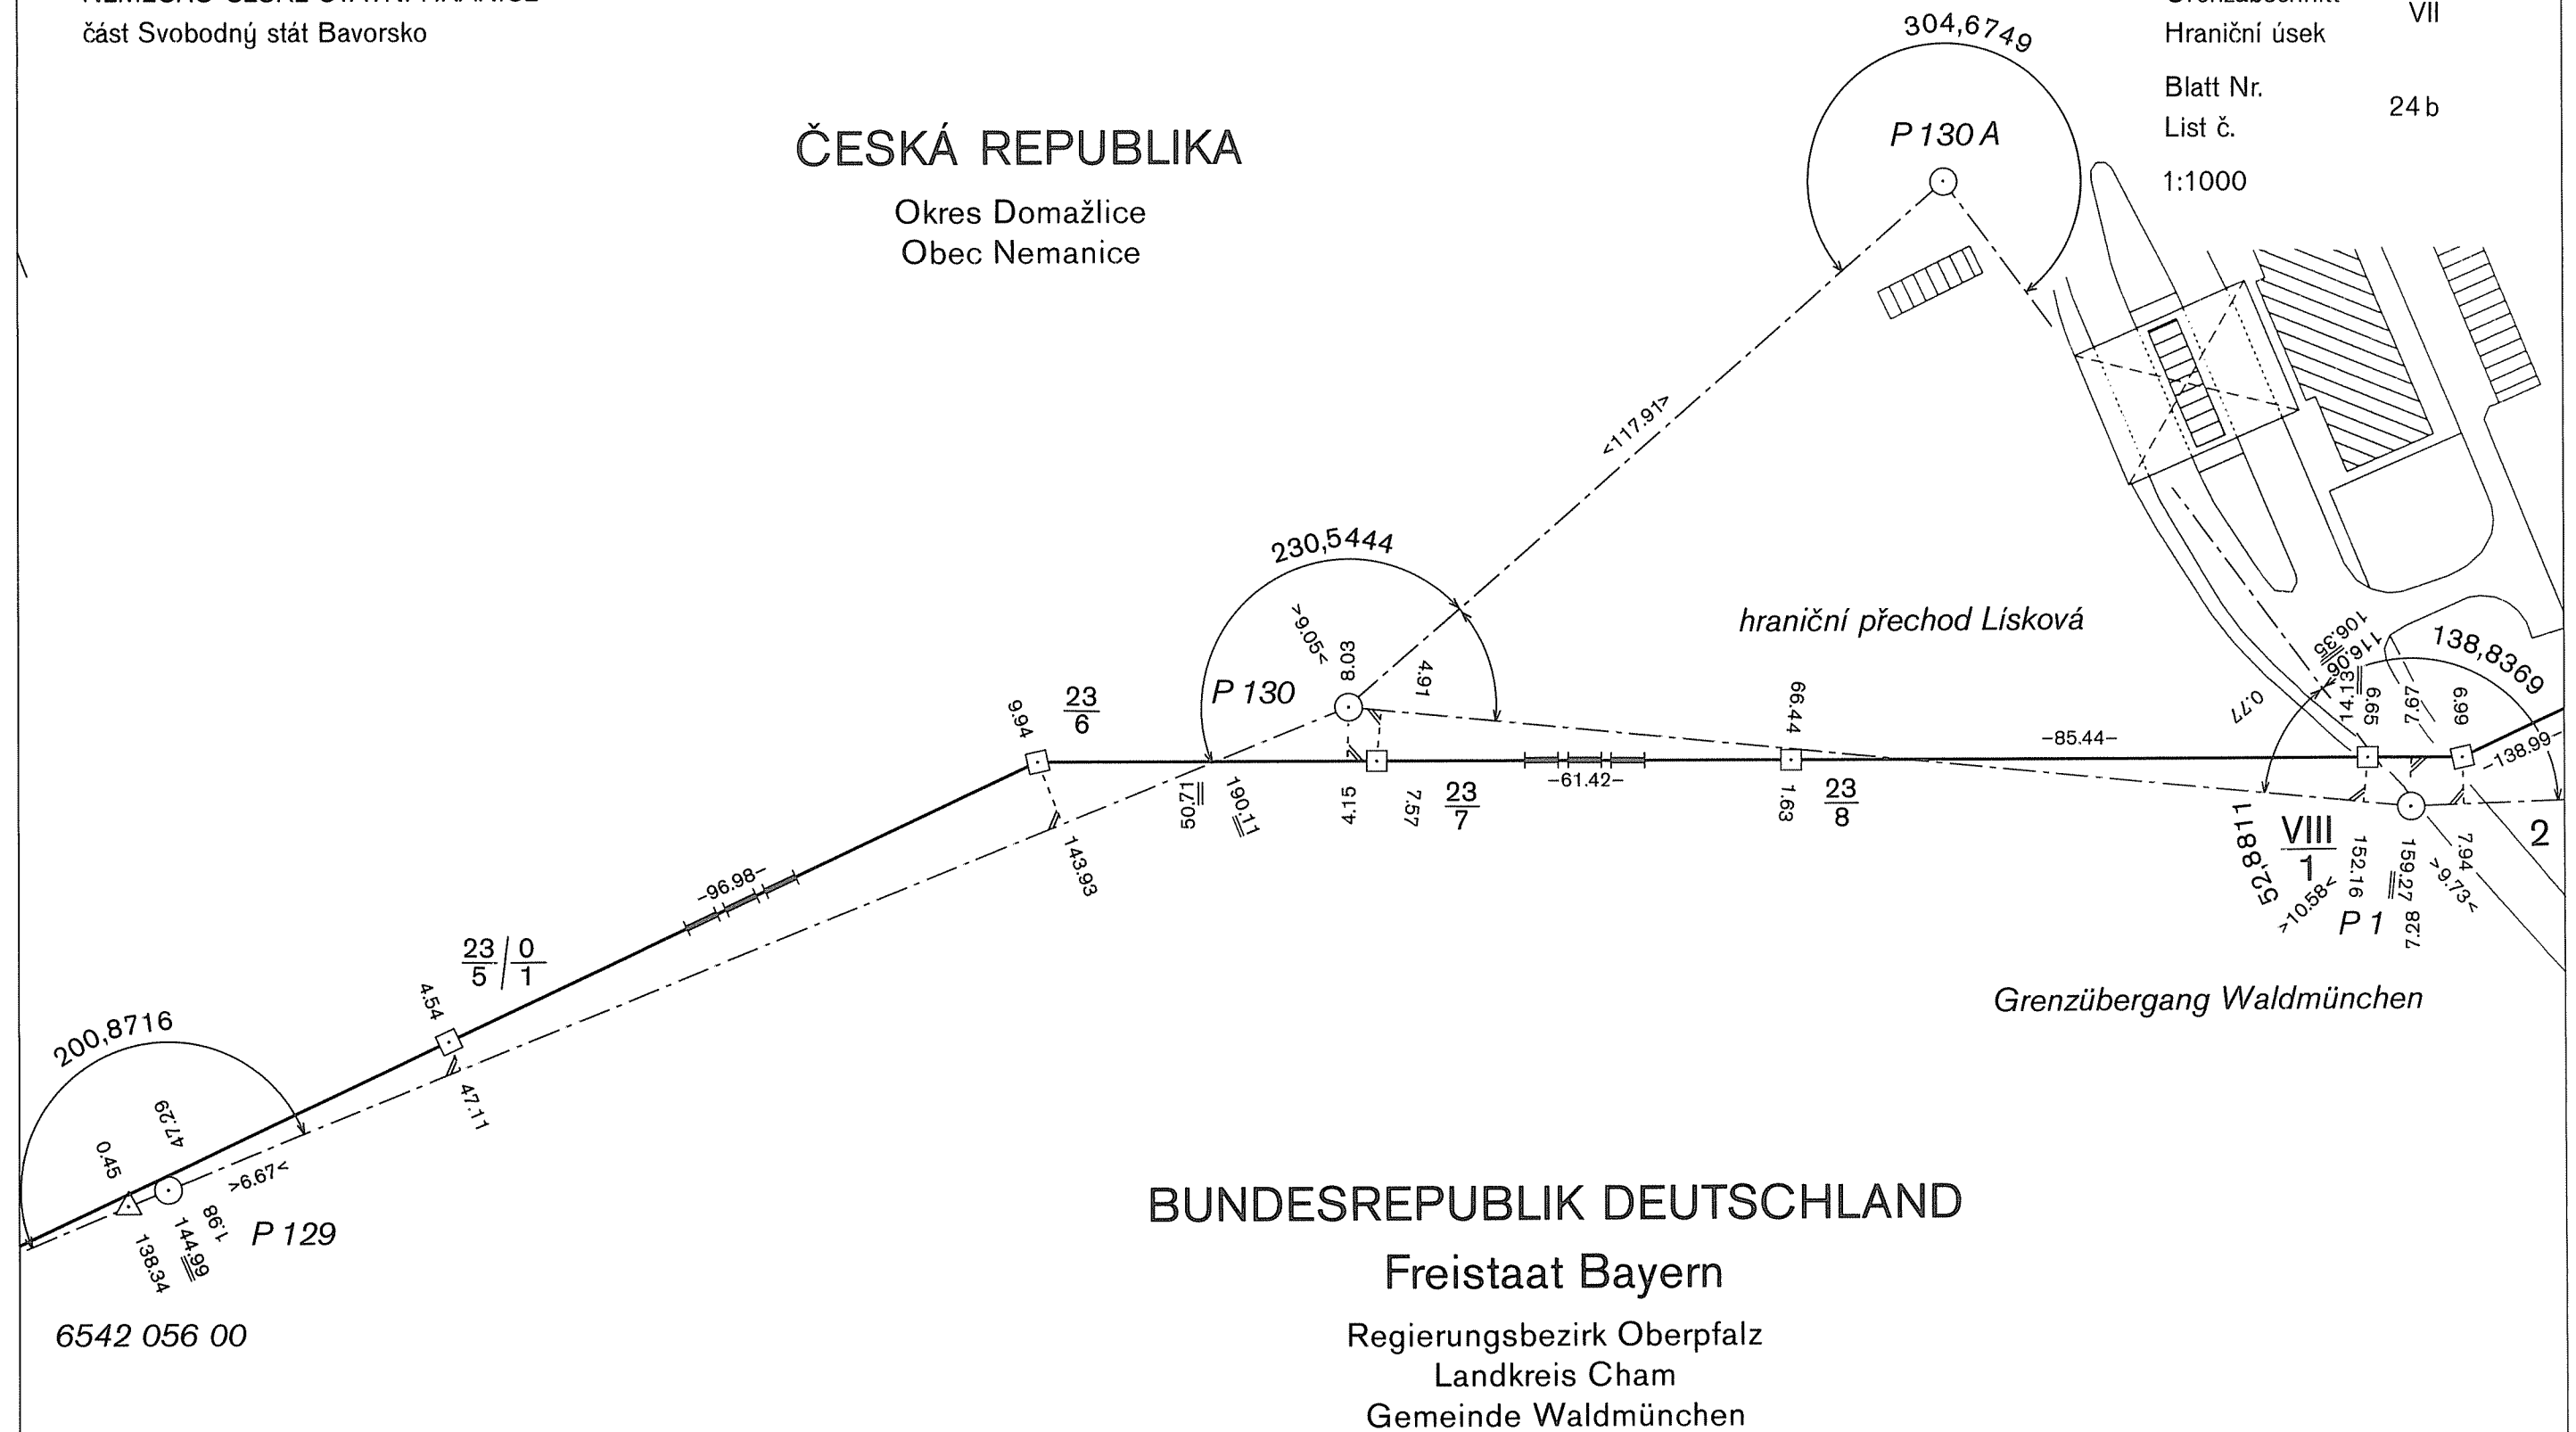 část Svobodný stát Bavorsko
VII
Hraniční úsek
Blatt Nr.
24b
List č.
1:1000
304,6749
P 130 A
ČESKÁ REPUBLIKA
Okres Domažlice
Obec Nemanice
<117.91>
230,5444
>9.05<
8.03
4.91
P 130
hraniční přechod Lísková
106.35
116.06
14.13
138,8369
0.77
6.65
7.67
6.99
9.94
23
6
66.44
-85.44-
-138.99-
50.71
190.11
4.15
7.57
23
7
-61.42-
1.63
23
8
143.93
-96.98-
52,8811
VIII
1
>10.58<
152.16
159.27
7.28
7.94
>9.73<
2
P 1
23
5
0
1
4.54
47.11
Grenzübergang Waldmünchen
200,8716
0.45
47.29
>6.67<
138.34
144.99
1.98
P 129
6542 056 00
BUNDESREPUBLIK DEUTSCHLAND
Freistaat Bayern
Regierungsbezirk Oberpfalz
Landkreis Cham
Gemeinde Waldmünchen